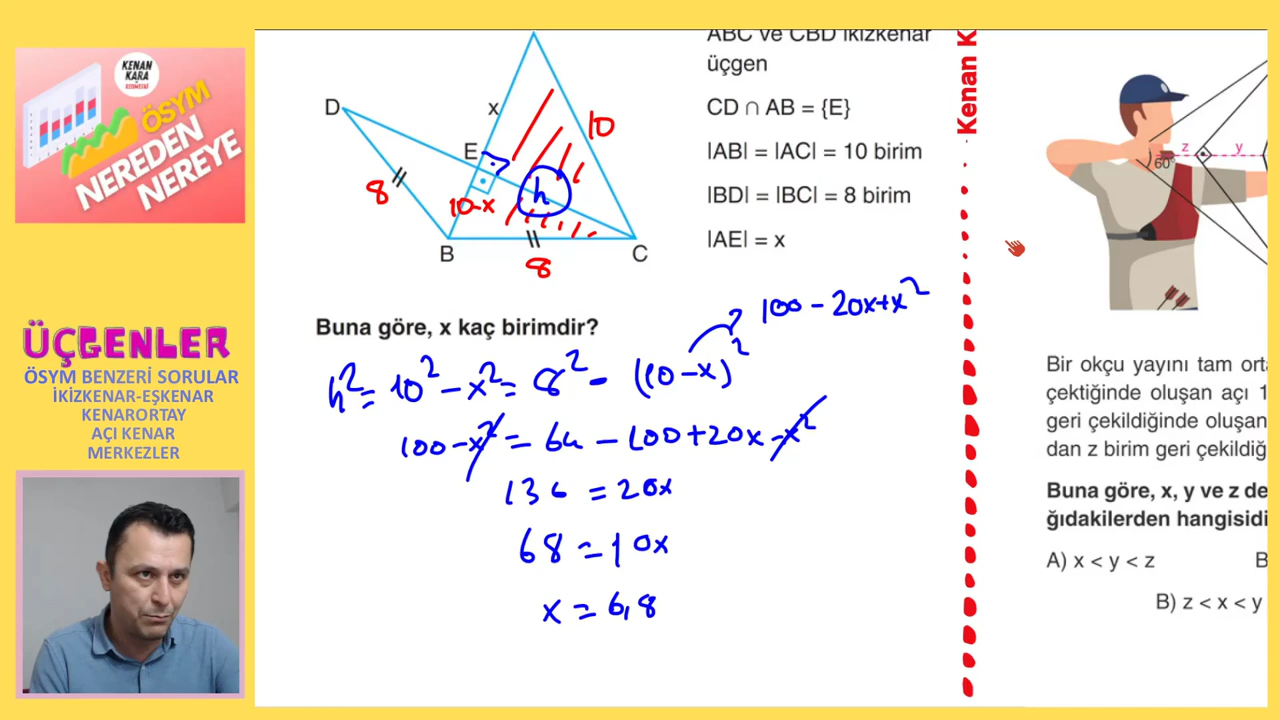 KENAN
KARA
GEOMETRİ
ÖSYM
NEREDEN
NEREYE
ÜÇGENLER
ÖSYM BENZERİ SORULAR
İKİZKENAR-EŞKENAR
KENARORTAY
AÇI KENAR
MERKEZLER
D
x
10
E
8
10-x
h
B
8
C
ABC ve CBD ikizkenar
üçgen
CD ∩ AB = {E}
|AB| = |AC| = 10 birim
|BD| = |BC| = 8 birim
|AE| = x
Buna göre, x kaç birimdir?
100 - 20x + x²
h² = 10² - x² = 8² - (10 - x)²
100 - x² = 64 - 100 + 20x - x²
136 = 20x
68 = 10x
x = 6,8
Kenan K
z
y
60°
Bir okçu yayını tam ort
çektiğinde oluşan açı 1
geri çekildiğinde oluşan
dan z birim geri çekildiğ
Buna göre, x, y ve z de
ğıdakilerden hangisidi
A) x < y < z
B
B) z < x < y